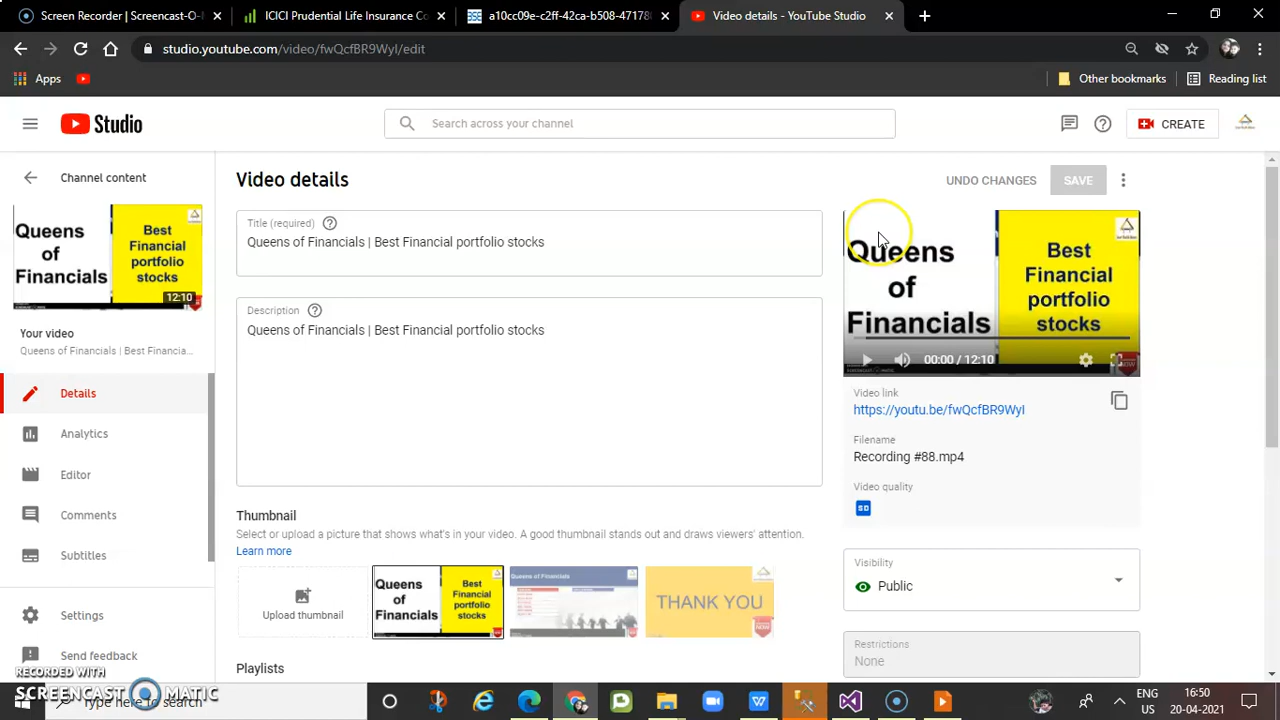 Screen Recorder | Screencast-O-M
ICICI Prudential Life Insurance Co
a10cc09e-c2ff-42ca-b508-47178
Video details - YouTube Studio
studio.youtube.com/video/fwQcfBR9WyI/edit
Apps
Other bookmarks
Reading list
Studio
Search across your channel
CREATE
Channel content
Queens
of
Financials
Best
Financial
portfolio
stocks
12:10
Your video
Queens of Financials | Best Financia...
Details
Analytics
Editor
Comments
Subtitles
Settings
Send feedback
Video details
UNDO CHANGES
SAVE
Title (required)
Queens of Financials | Best Financial portfolio stocks
Description
Queens of Financials | Best Financial portfolio stocks
Thumbnail
Select or upload a picture that shows what's in your video. A good thumbnail stands out and draws viewers' attention.
Learn more
Upload thumbnail
Queens
of
Financials
Best
Financial
portfolio
stocks
Queens of Financials
THANK YOU
Playlists
Queens
of
Financials
Best
Financial
portfolio
stocks
00:00 / 12:10
Video link
https://youtu.be/fwQcfBR9WyI
Filename
Recording #88.mp4
Video quality
SD
Visibility
Public
Restrictions
None
RECORDED WITH
SCREENCAST MATIC
Type here to search
ENG
US
16:50
20-04-2021